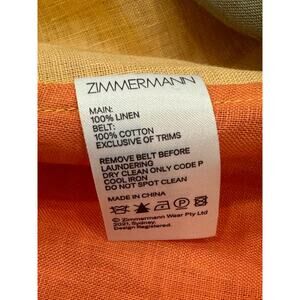 ZIMMERMANN
MAIN:
100% LINEN
BELT:
100% COTTON
EXCLUSIVE OF TRIMS
REMOVE BELT BEFORE
LAUNDERING
DRY CLEAN ONLY CODE P
COOL IRON
DO NOT SPOT CLEAN
MADE IN CHINA
© Zimmermann Wear Pty Ltd
2021, Sydney
Design Registered.